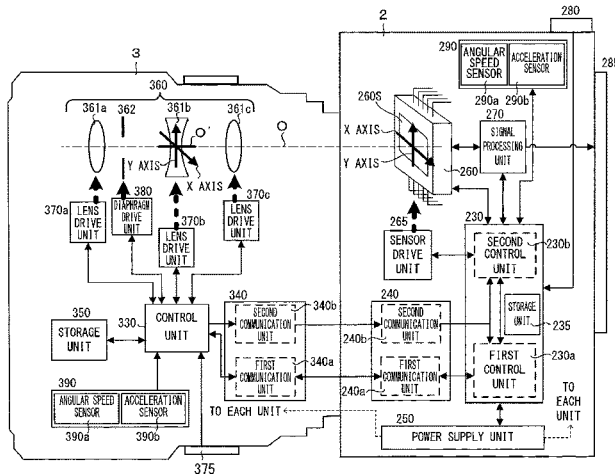 3
360
361a
362
361b
361c
O'
O
Y AXIS
X AXIS
370a
LENS DRIVE UNIT
380
DIAPHRAGM DRIVE UNIT
370b
LENS DRIVE UNIT
370c
LENS DRIVE UNIT
350
STORAGE UNIT
330
CONTROL UNIT
340
SECOND COMMUNICATION UNIT
340b
FIRST COMMUNICATION UNIT
340a
390
ANGULAR SPEED SENSOR
390a
ACCELERATION SENSOR
390b
375
TO EACH UNIT
2
280
285
290
ANGULAR SPEED SENSOR
290a
ACCELERATION SENSOR
290b
260S
X AXIS
Y AXIS
260
270
SIGNAL PROCESSING UNIT
265
SENSOR DRIVE UNIT
230
SECOND CONTROL UNIT
230b
STORAGE UNIT
235
FIRST CONTROL UNIT
230a
240
SECOND COMMUNICATION UNIT
240b
FIRST COMMUNICATION UNIT
240a
250
POWER SUPPLY UNIT
TO EACH UNIT